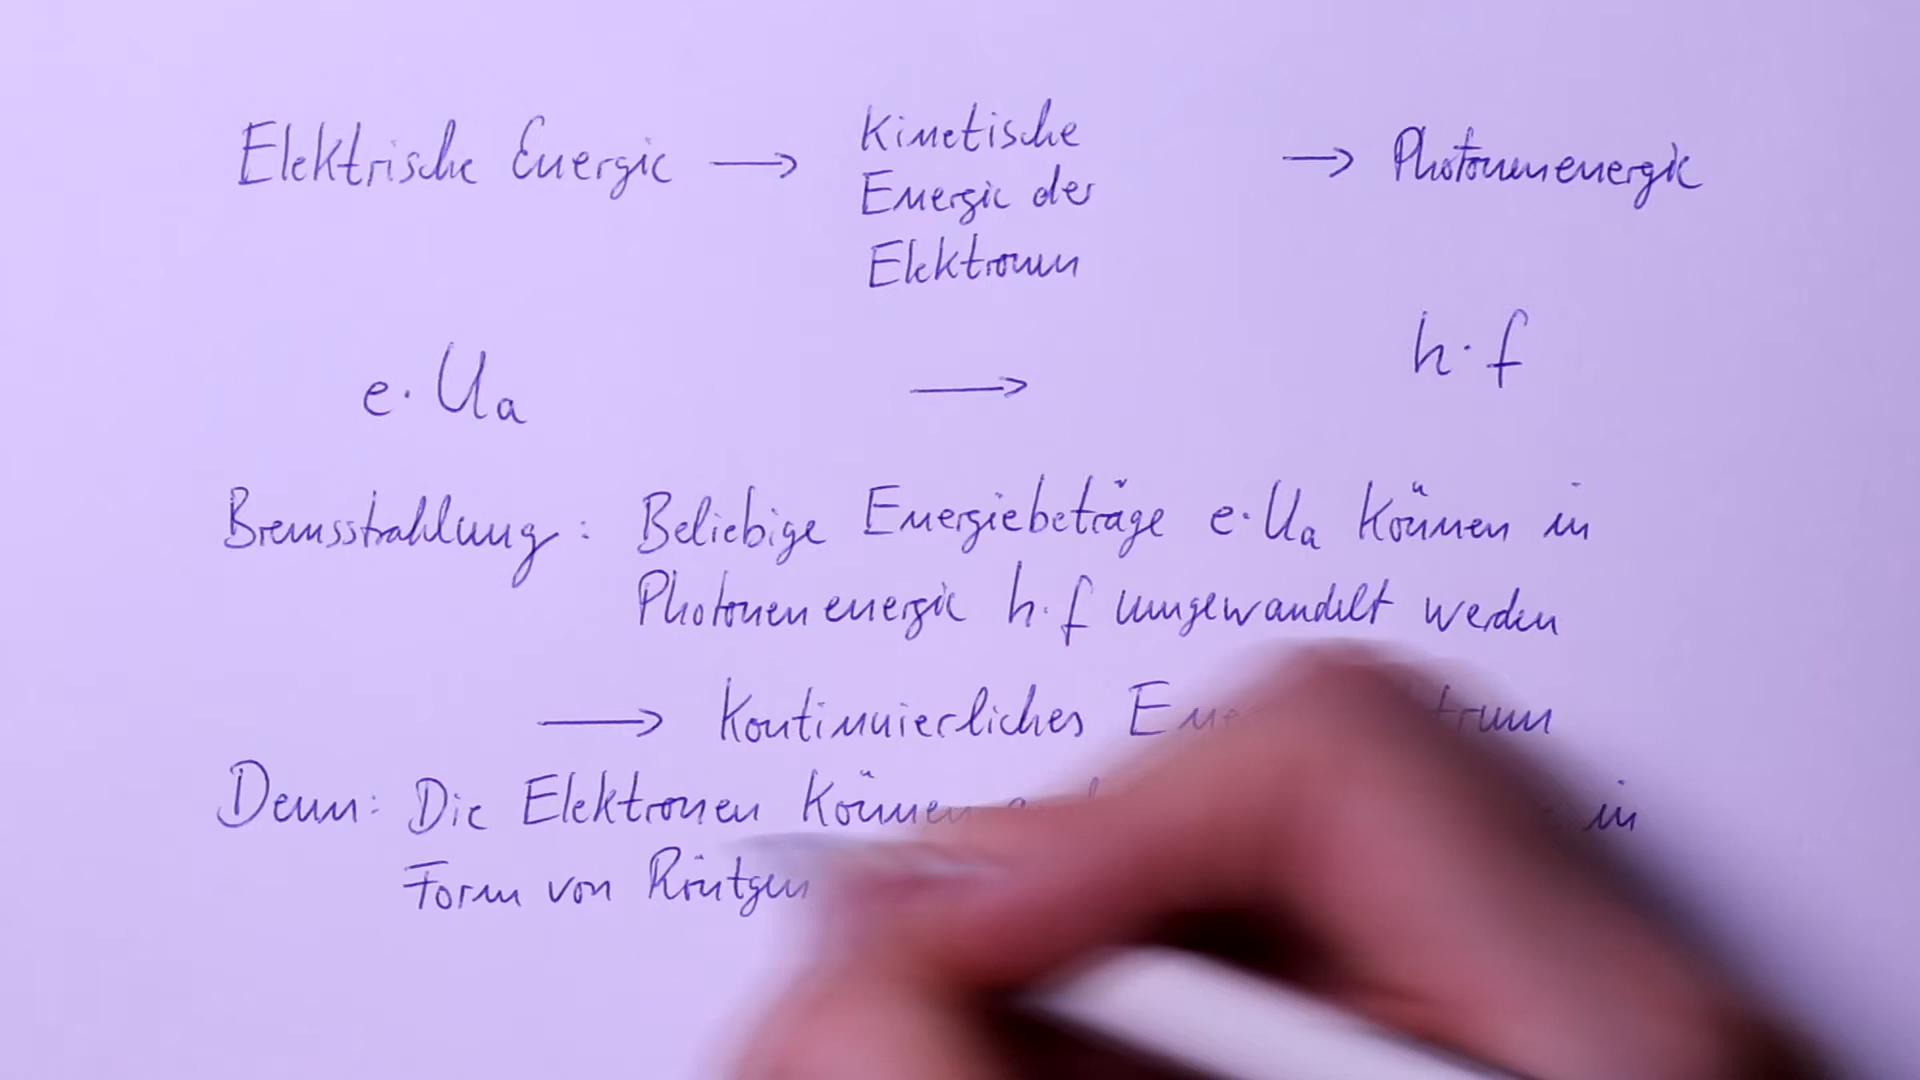 Elektrische Energie → Kinetische Energie der Elektronen → Photonenenergie
e · Ua → h · f
Bremsstrahlung: Beliebige Energiebeträge e · Ua können in
Photonenenergie h · f umgewandelt werden
→ Kontinuierliches
Denn: Die Elektronen können in
Form von Röntgen